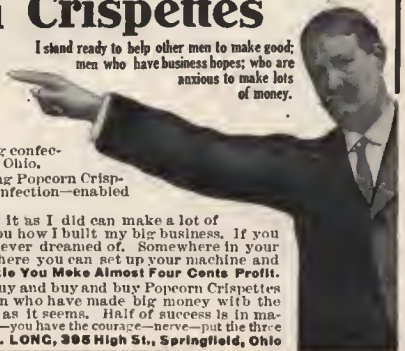 Crispettes
I stand ready to help other men to make good;
men who have business hopes; who are
anxious to make lots
of money.
g confec-
Ohio.
g Popcorn Crisp-
nfection—enabled
it as I did can make a lot of
ou how I built my big business. If you
ever dreamed of. Somewhere in your
here you can set up your machine and
le You Make Almost Four Cents Profit.
uy and buy and buy Popcorn Crispettes
n who have made big money with the
as it seems. Half of success is in ma-
—you have the courage—nerve—put the three
. LONG, 395 High St., Springfield, Ohio